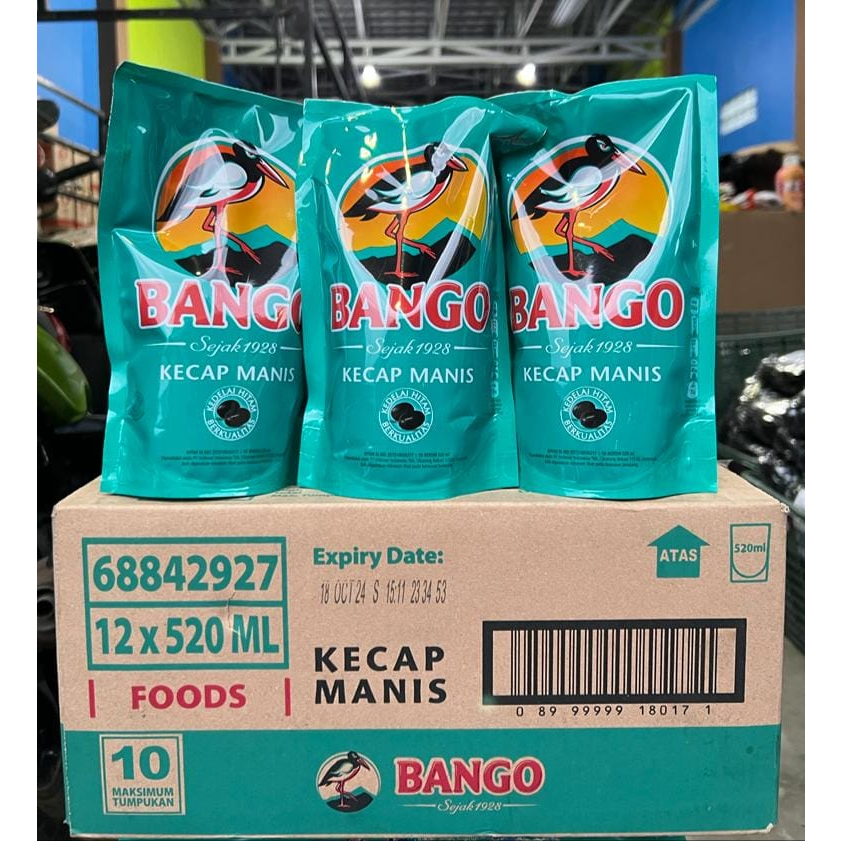 BANGO
Sejak 1928
KECAP MANIS
KEDELAI HITAM
BERKUALITAS
BANGO
Sejak 1928
KECAP MANIS
KEDELAI HITAM
BERKUALITAS
BANGO
Sejak 1928
KECAP MANIS
KEDELAI HITAM
BERKUALITAS
68842927
12 x 520 ML
FOODS
Expiry Date:
18 OCT 24 S 15:11 23 34 53
KECAP
MANIS
ATAS
520ml
0 89 99999 18017 1
10
MAKSIMUM
TUMPUKAN
BANGO
Sejak 1928